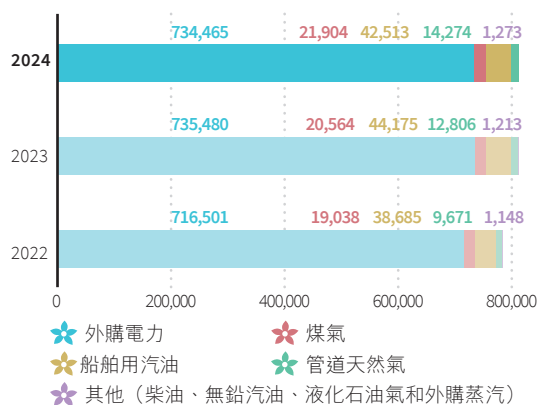 734,465 21,904 42,513 14,274 1,273
2024
735,480 20,564 44,175 12,806 1,213
2023
716,501 19,038 38,685 9,671 1,148
2022
0 200,000 400,000 600,000 800,000
外購電力 煤氣
船舶用汽油 管道天然氣
其他（柴油、無鉛汽油、液化石油氣和外購蒸汽）